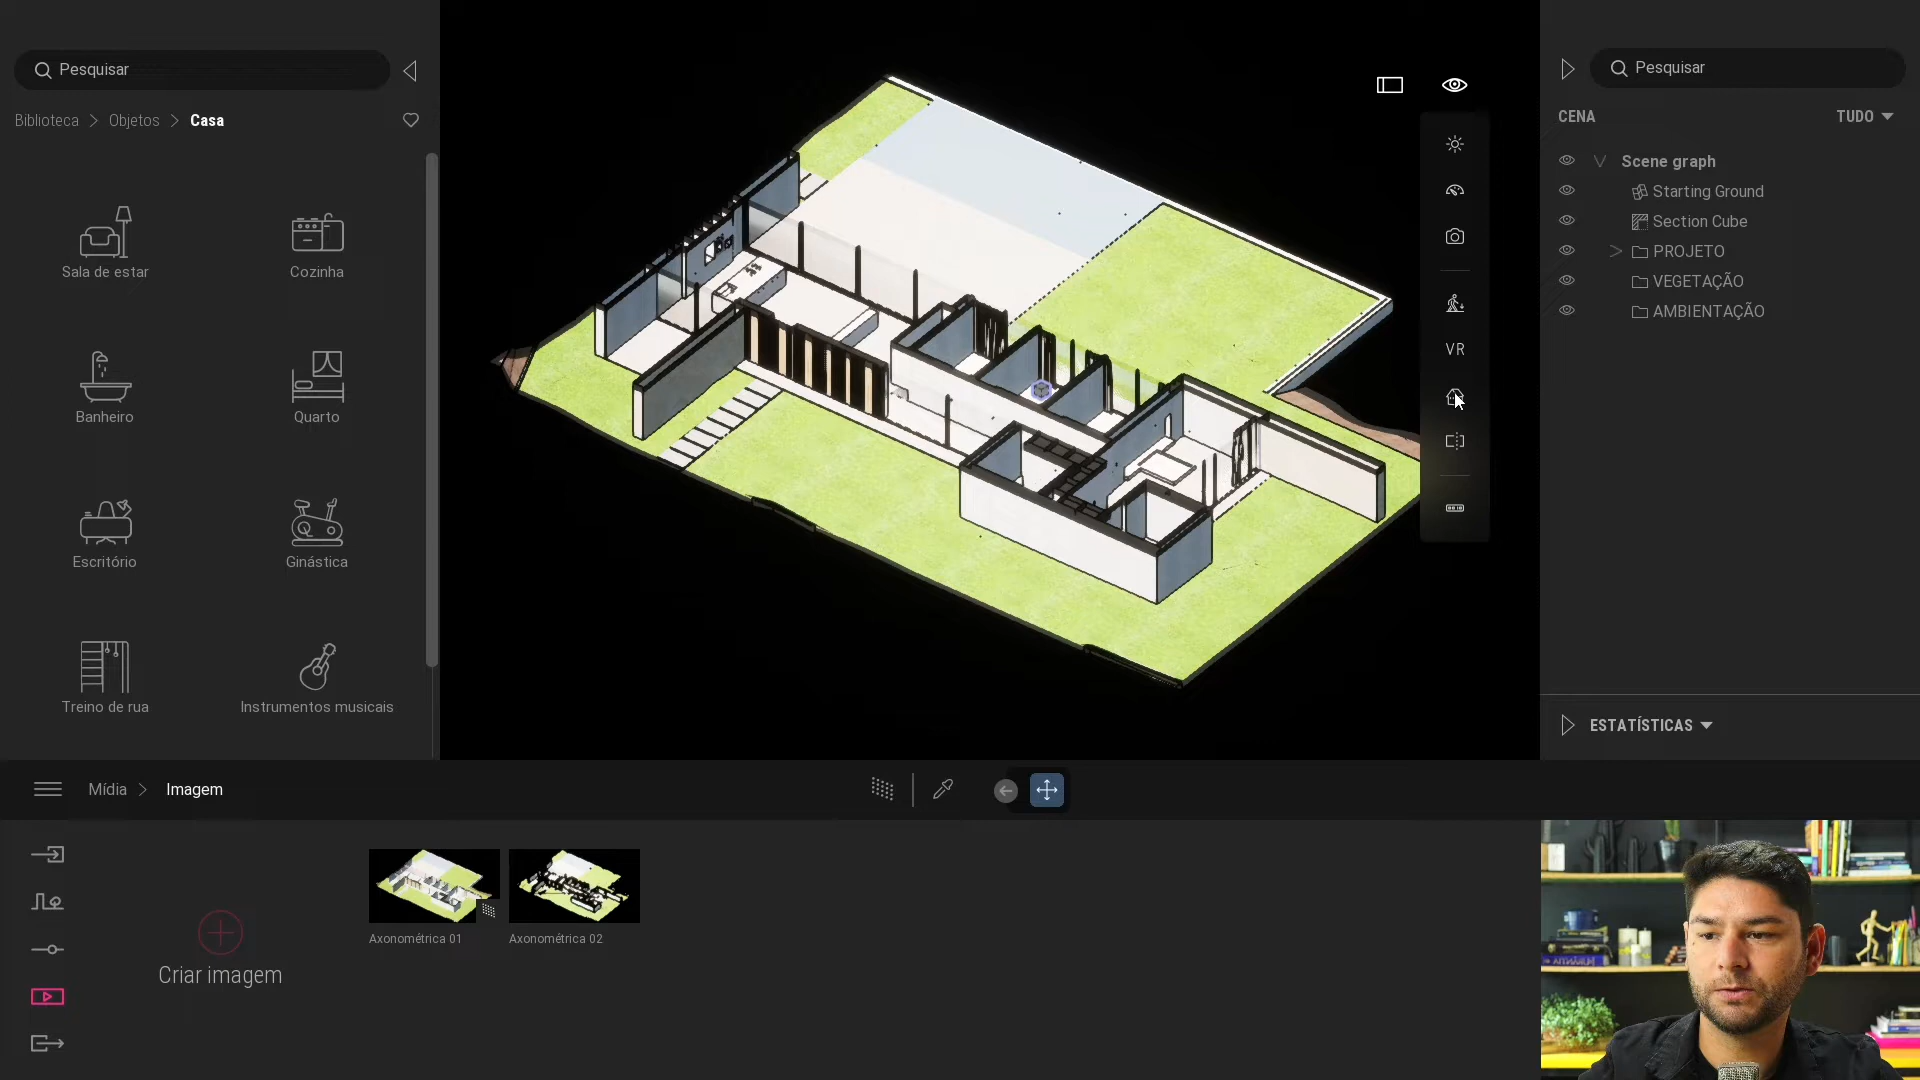 Pesquisar
Biblioteca > Objetos > Casa
Sala de estar
Cozinha
Banheiro
Quarto
Escritório
Ginástica
Treino de rua
Instrumentos musicais
VR
Pesquisar
CENA
TUDO
Scene graph
Starting Ground
Section Cube
PROJETO
VEGETAÇÃO
AMBIENTAÇÃO
ESTATÍSTICAS
Mídia > Imagem
Criar imagem
Axonométrica 01
Axonométrica 02